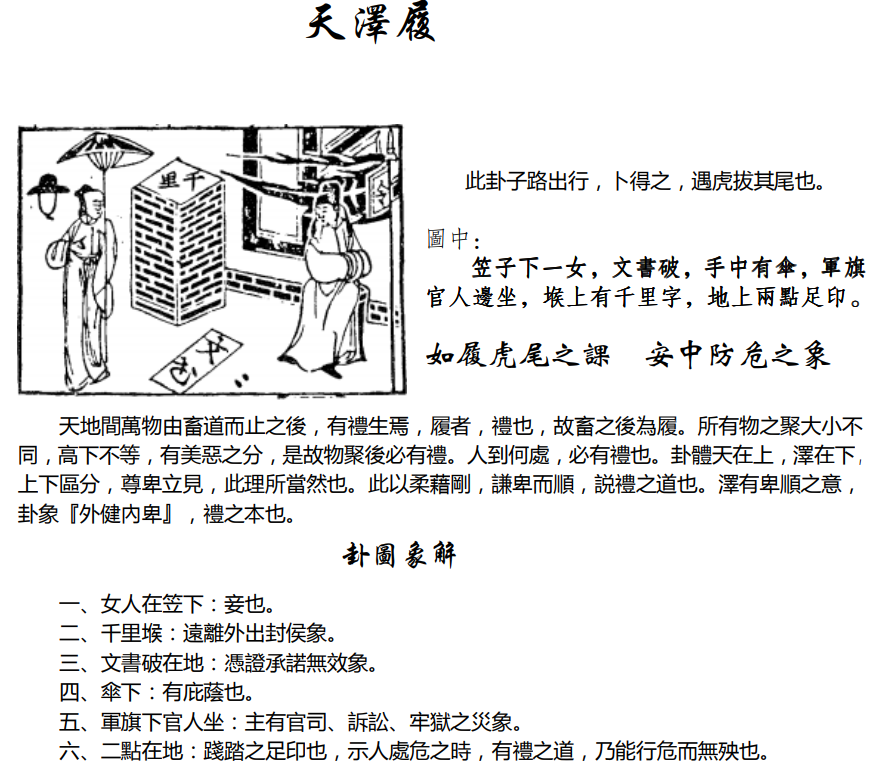 天澤履
千里
文書
此卦子路出行，卜得之，遇虎拔其尾也。
圖中：
笠子下一女，文書破，手中有傘，軍旗
官人邊坐，堠上有千里字，地上兩點足印。
如履虎尾之課 安中防危之象
天地間萬物由畜道而止之後，有禮生焉，履者，禮也，故畜之後為履。所有物之聚大小不
同，高下不等，有美惡之分，是故物聚後必有禮。人到何處，必有禮也。卦體天在上，澤在下，
上下區分，尊卑立見，此理所當然也。此以柔藉剛，謙卑而順，説禮之道也。澤有卑順之意，
卦象『外健内卑』，禮之本也。
卦圖象解
一、女人在笠下：妾也。
二、千里堠：遠離外出封侯象。
三、文書破在地：憑證承諾無效象。
四、傘下：有庇蔭也。
五、軍旗下官人坐：主有官司、訴訟、牢獄之災象。
六、二點在地：踐踏之足印也，示人處危之時，有禮之道，乃能行危而無殃也。